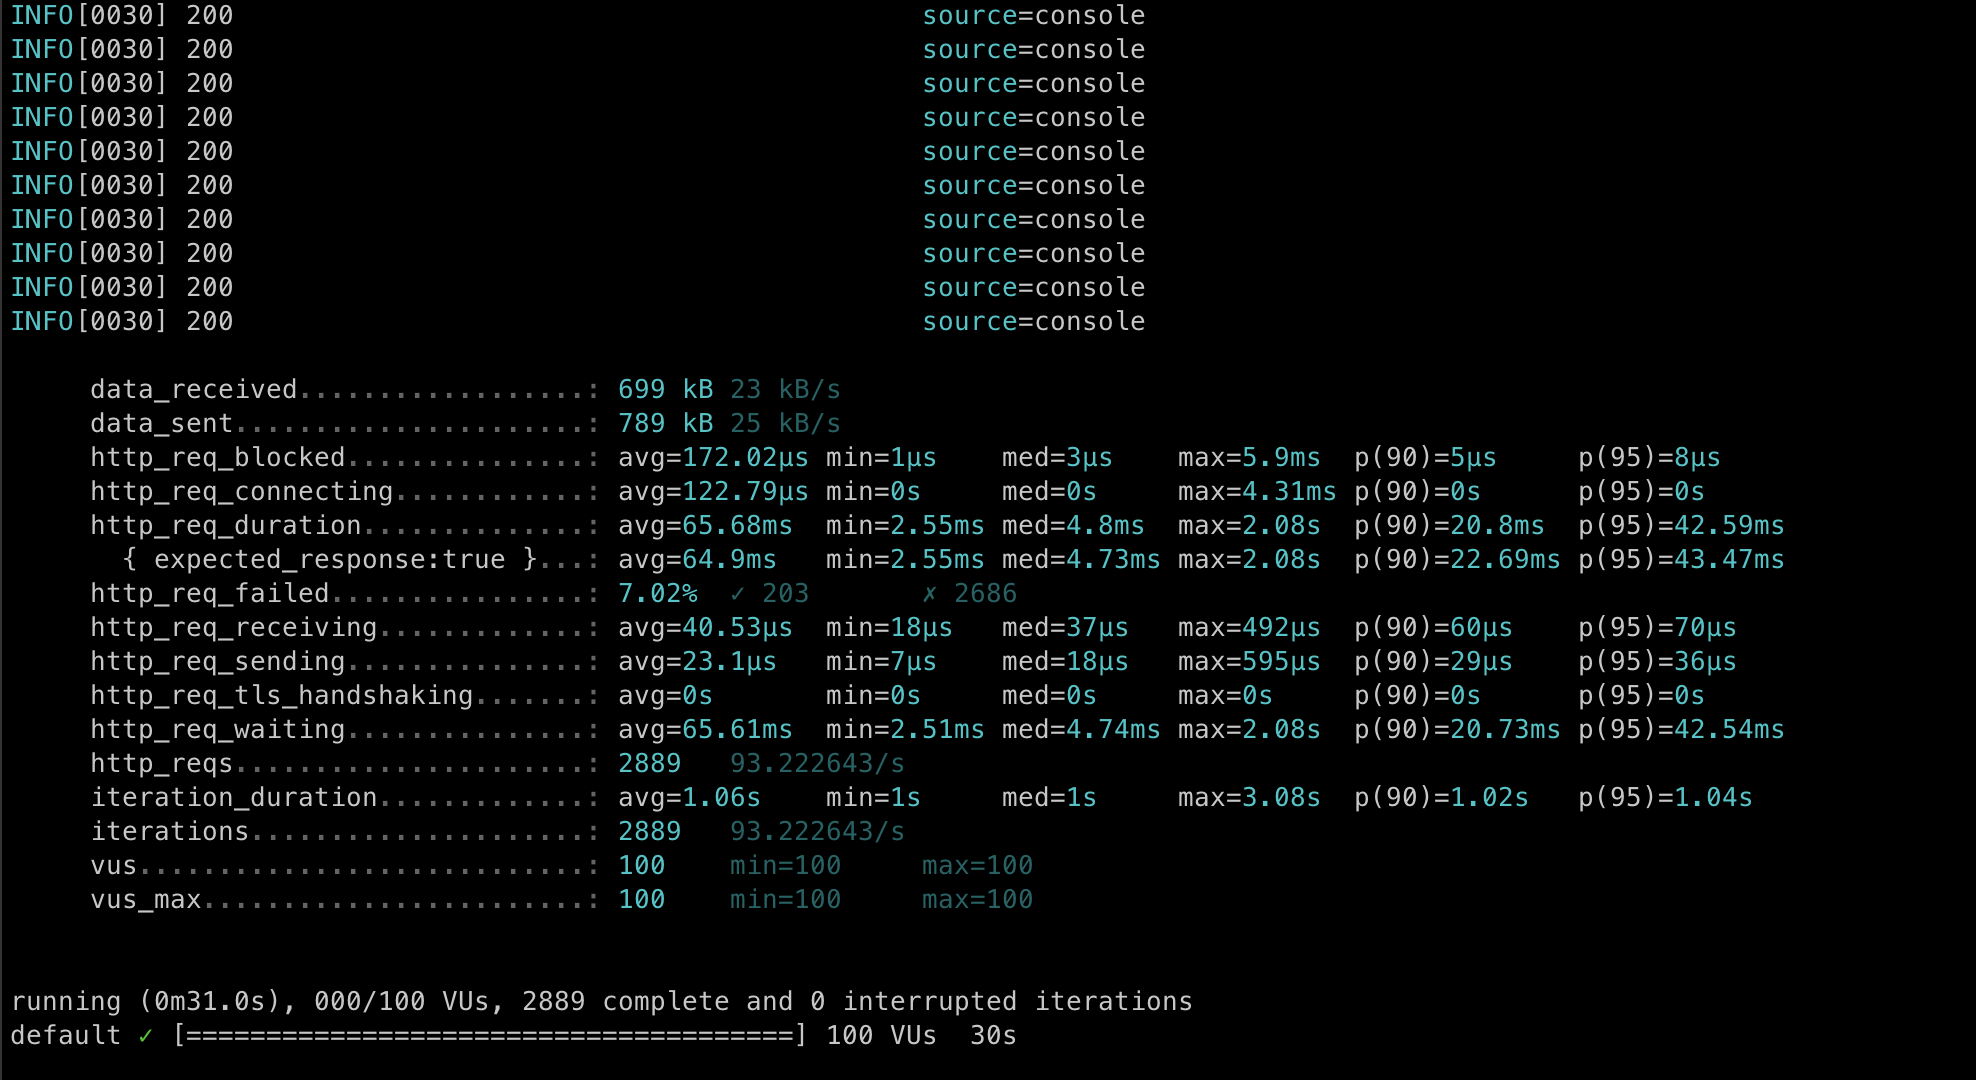 INFO[0030] 200                                           source=console
INFO[0030] 200                                           source=console
INFO[0030] 200                                           source=console
INFO[0030] 200                                           source=console
INFO[0030] 200                                           source=console
INFO[0030] 200                                           source=console
INFO[0030] 200                                           source=console
INFO[0030] 200                                           source=console
INFO[0030] 200                                           source=console
INFO[0030] 200                                           source=console
     data_received..................: 699 kB 23 kB/s
     data_sent......................: 789 kB 25 kB/s
     http_req_blocked...............: avg=172.02µs min=1µs    med=3µs    max=5.9ms  p(90)=5µs     p(95)=8µs
     http_req_connecting............: avg=122.79µs min=0s     med=0s     max=4.31ms p(90)=0s      p(95)=0s
     http_req_duration..............: avg=65.68ms  min=2.55ms med=4.8ms  max=2.08s  p(90)=20.8ms  p(95)=42.59ms
       { expected_response:true }...: avg=64.9ms   min=2.55ms med=4.73ms max=2.08s  p(90)=22.69ms p(95)=43.47ms
     http_req_failed................: 7.02%  ✓ 203       ✗ 2686
     http_req_receiving.............: avg=40.53µs  min=18µs   med=37µs   max=492µs  p(90)=60µs    p(95)=70µs
     http_req_sending...............: avg=23.1µs   min=7µs    med=18µs   max=595µs  p(90)=29µs    p(95)=36µs
     http_req_tls_handshaking.......: avg=0s       min=0s     med=0s     max=0s     p(90)=0s      p(95)=0s
     http_req_waiting...............: avg=65.61ms  min=2.51ms med=4.74ms max=2.08s  p(90)=20.73ms p(95)=42.54ms
     http_reqs......................: 2889   93.222643/s
     iteration_duration.............: avg=1.06s    min=1s     med=1s     max=3.08s  p(90)=1.02s   p(95)=1.04s
     iterations.....................: 2889   93.222643/s
     vus............................: 100    min=100     max=100
     vus_max........................: 100    min=100     max=100
running (0m31.0s), 000/100 VUs, 2889 complete and 0 interrupted iterations
default ✓ [======================================] 100 VUs  30s